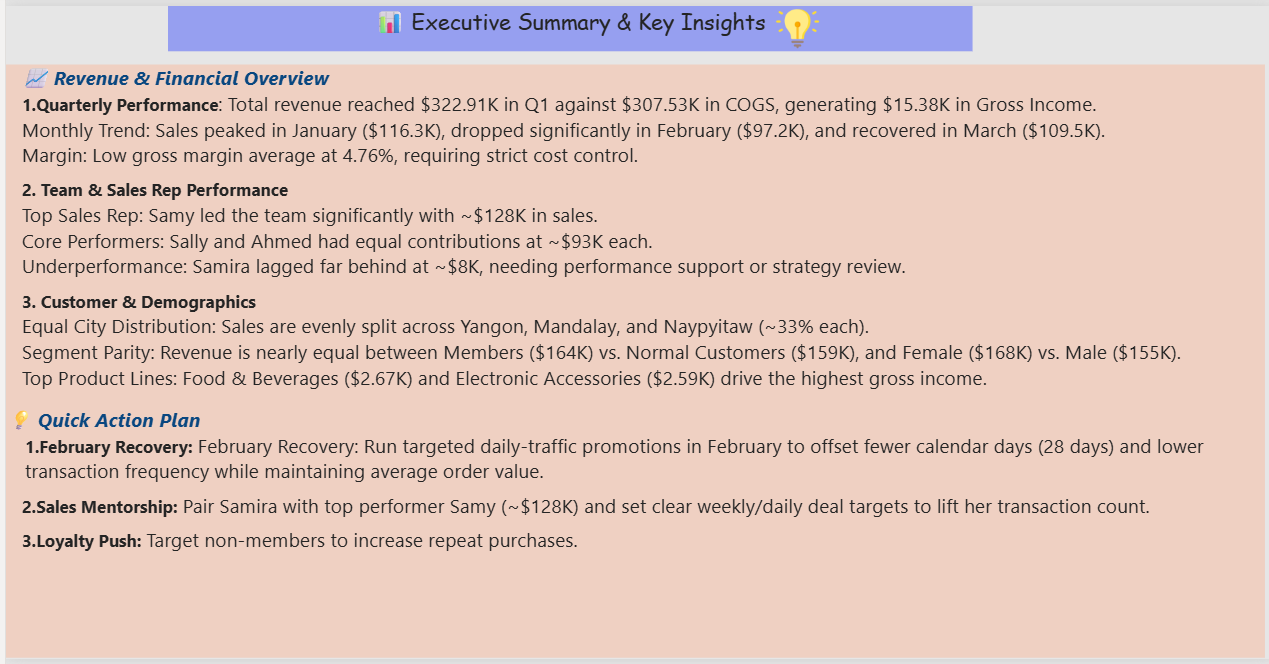 📊 Executive Summary & Key Insights 💡
📈 Revenue & Financial Overview
1.Quarterly Performance: Total revenue reached $322.91K in Q1 against $307.53K in COGS, generating $15.38K in Gross Income.
Monthly Trend: Sales peaked in January ($116.3K), dropped significantly in February ($97.2K), and recovered in March ($109.5K).
Margin: Low gross margin average at 4.76%, requiring strict cost control.
2. Team & Sales Rep Performance
Top Sales Rep: Samy led the team significantly with ~$128K in sales.
Core Performers: Sally and Ahmed had equal contributions at ~$93K each.
Underperformance: Samira lagged far behind at ~$8K, needing performance support or strategy review.
3. Customer & Demographics
Equal City Distribution: Sales are evenly split across Yangon, Mandalay, and Naypyitaw (~33% each).
Segment Parity: Revenue is nearly equal between Members ($164K) vs. Normal Customers ($159K), and Female ($168K) vs. Male ($155K).
Top Product Lines: Food & Beverages ($2.67K) and Electronic Accessories ($2.59K) drive the highest gross income.
💡 Quick Action Plan
1.February Recovery: February Recovery: Run targeted daily-traffic promotions in February to offset fewer calendar days (28 days) and lower
transaction frequency while maintaining average order value.
2.Sales Mentorship: Pair Samira with top performer Samy (~$128K) and set clear weekly/daily deal targets to lift her transaction count.
3.Loyalty Push: Target non-members to increase repeat purchases.